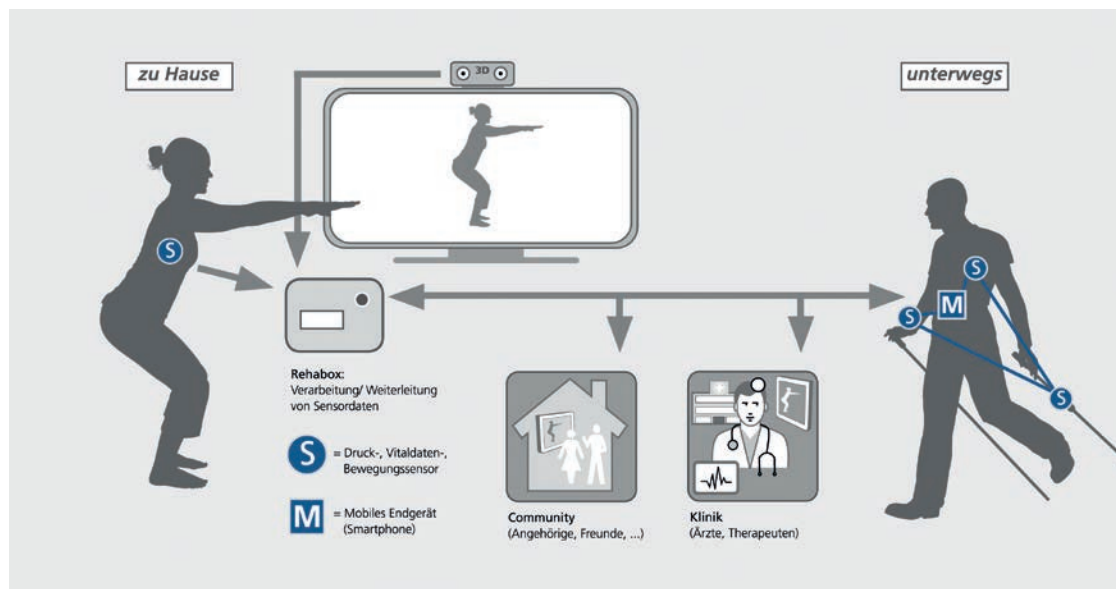 zu Hause
3D
unterwegs
S
S
M
S
S
Rehabox:
Verarbeitung/ Weiterleitung
von Sensordaten
S = Druck-, Vitaldaten-,
Bewegungssensor
M = Mobiles Endgerät
(Smartphone)
Community
(Angehörige, Freunde, ...)
Klinik
(Ärzte, Therapeuten)